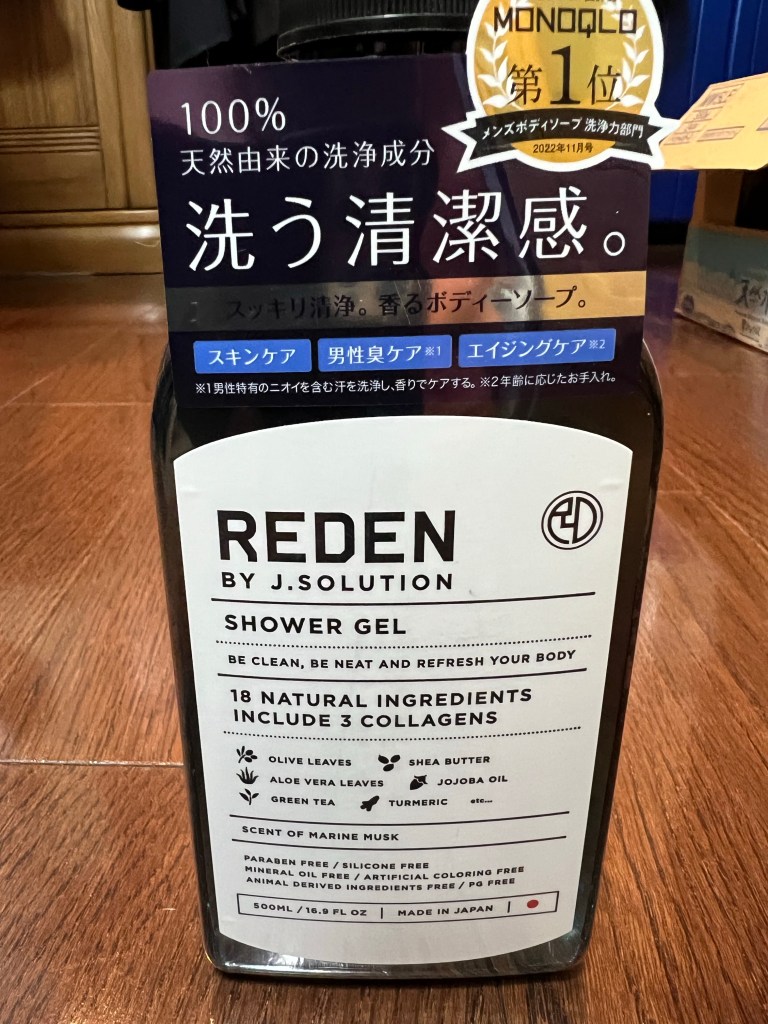 MONOQLO
第1位
メンズボディソープ 洗浄力部門
2022年11月号
100%
天然由来の洗浄成分
洗う清潔感。
スッキリ清浄。香るボディーソープ。
スキンケア 男性臭ケア※1 エイジングケア※2
※1 男性特有のニオイを含む汗を洗浄し、香りでケアする。※2 年齢に応じたお手入れ。
REDEN
BY J.SOLUTION
SHOWER GEL
BE CLEAN, BE NEAT AND REFRESH YOUR BODY
18 NATURAL INGREDIENTS
INCLUDE 3 COLLAGENS
OLIVE LEAVES SHEA BUTTER
ALOE VERA LEAVES JOJOBA OIL
GREEN TEA TURMERIC etc...
SCENT OF MARINE MUSK
PARABEN FREE / SILICONE FREE
MINERAL OIL FREE / ARTIFICIAL COLORING FREE
ANIMAL DERIVED INGREDIENTS FREE / PG FREE
500ML / 16.9 FL OZ | MADE IN JAPAN |